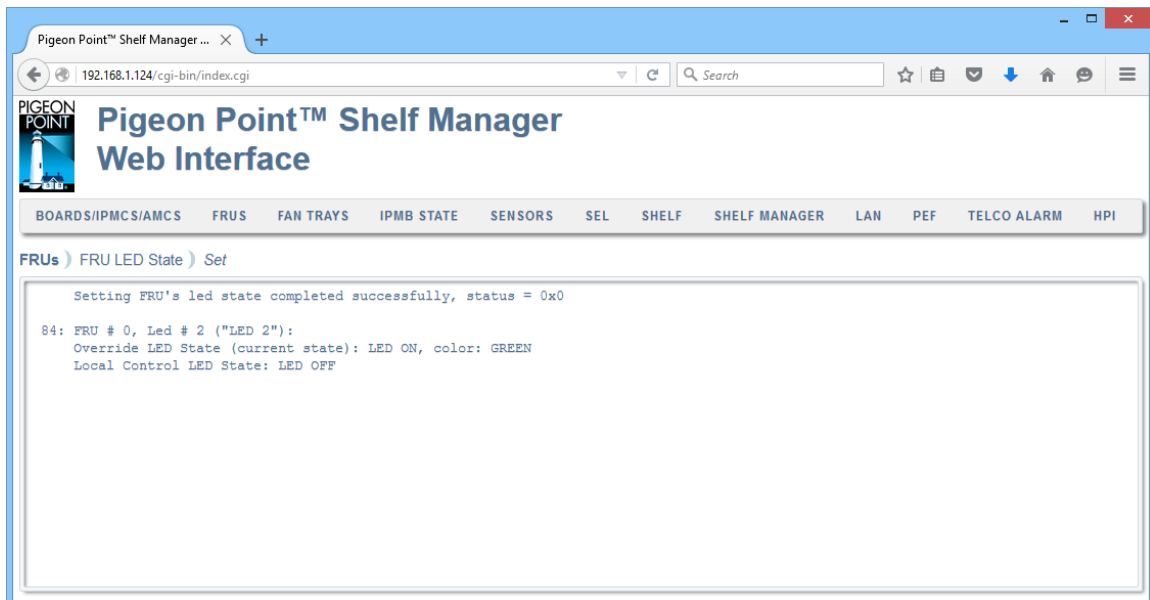 Pigeon Point™ Shelf Manager ...
192.168.1.124/cgi-bin/index.cgi
Search
PIGEON
POINT
Pigeon Point™ Shelf Manager
Web Interface
BOARDS/IPMCS/AMCS FRUS FAN TRAYS IPMB STATE SENSORS SEL SHELF SHELF MANAGER LAN PEF TELCO ALARM HPI
FRUs ) FRU LED State ) Set
Setting FRU's led state completed successfully, status = 0x0
84: FRU # 0, Led # 2 ("LED 2"):
Override LED State (current state): LED ON, color: GREEN
Local Control LED State: LED OFF